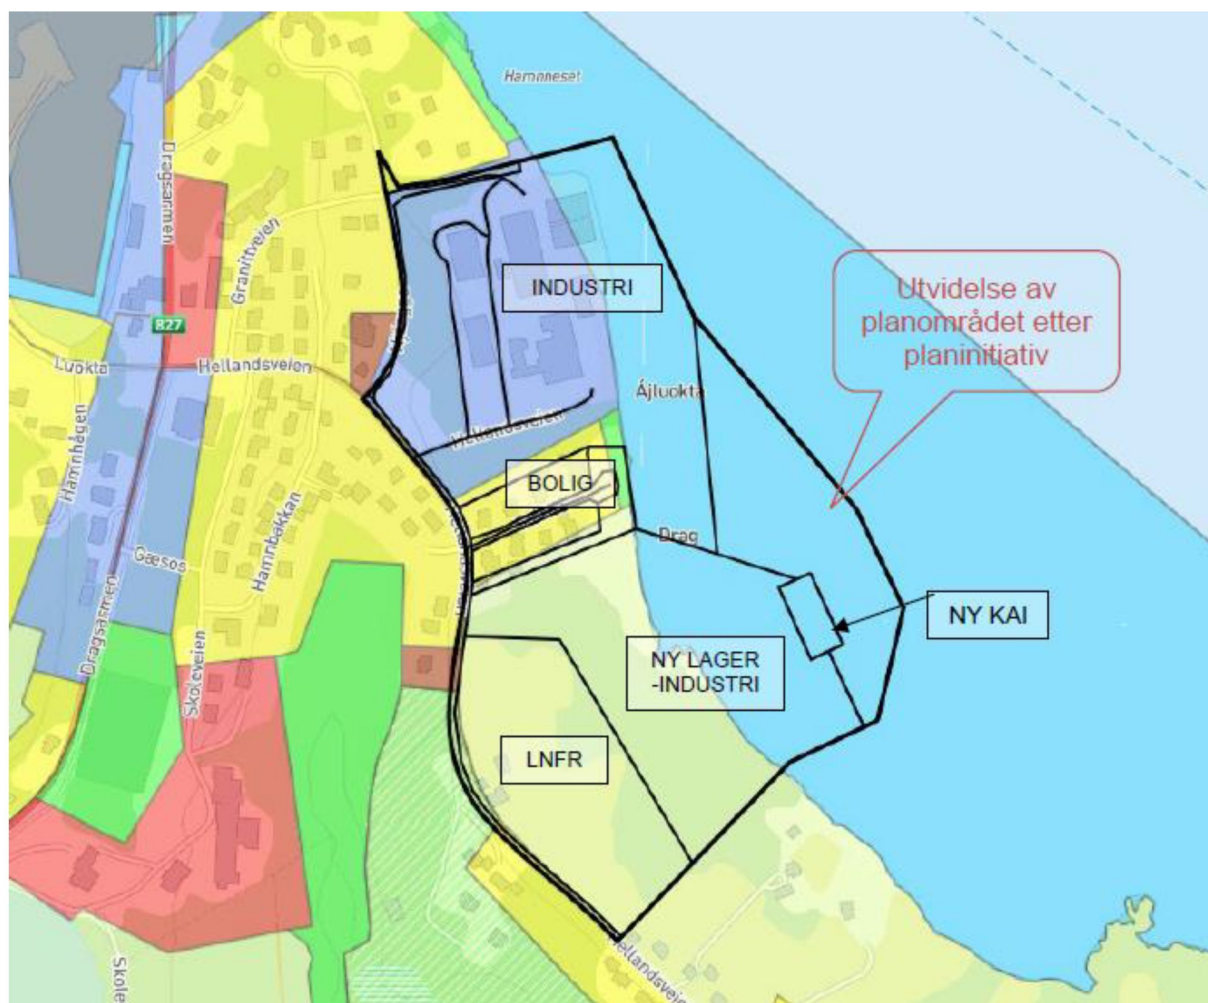 Hamnneset
Dragsarmen
Granittveien
INDUSTRI
Utvidelse av
planområdet etter
planinitiativ
827
Luokta
Hellandsveien
Ájluokta
Hamnhågen
Hellandsveien
BOLIG
Hamnbakkan
Drag
Gæsos
NY KAI
Dragsarmen
Skoleveien
NY LAGER
-INDUSTRI
LNFR
Hellandsveien
Skole